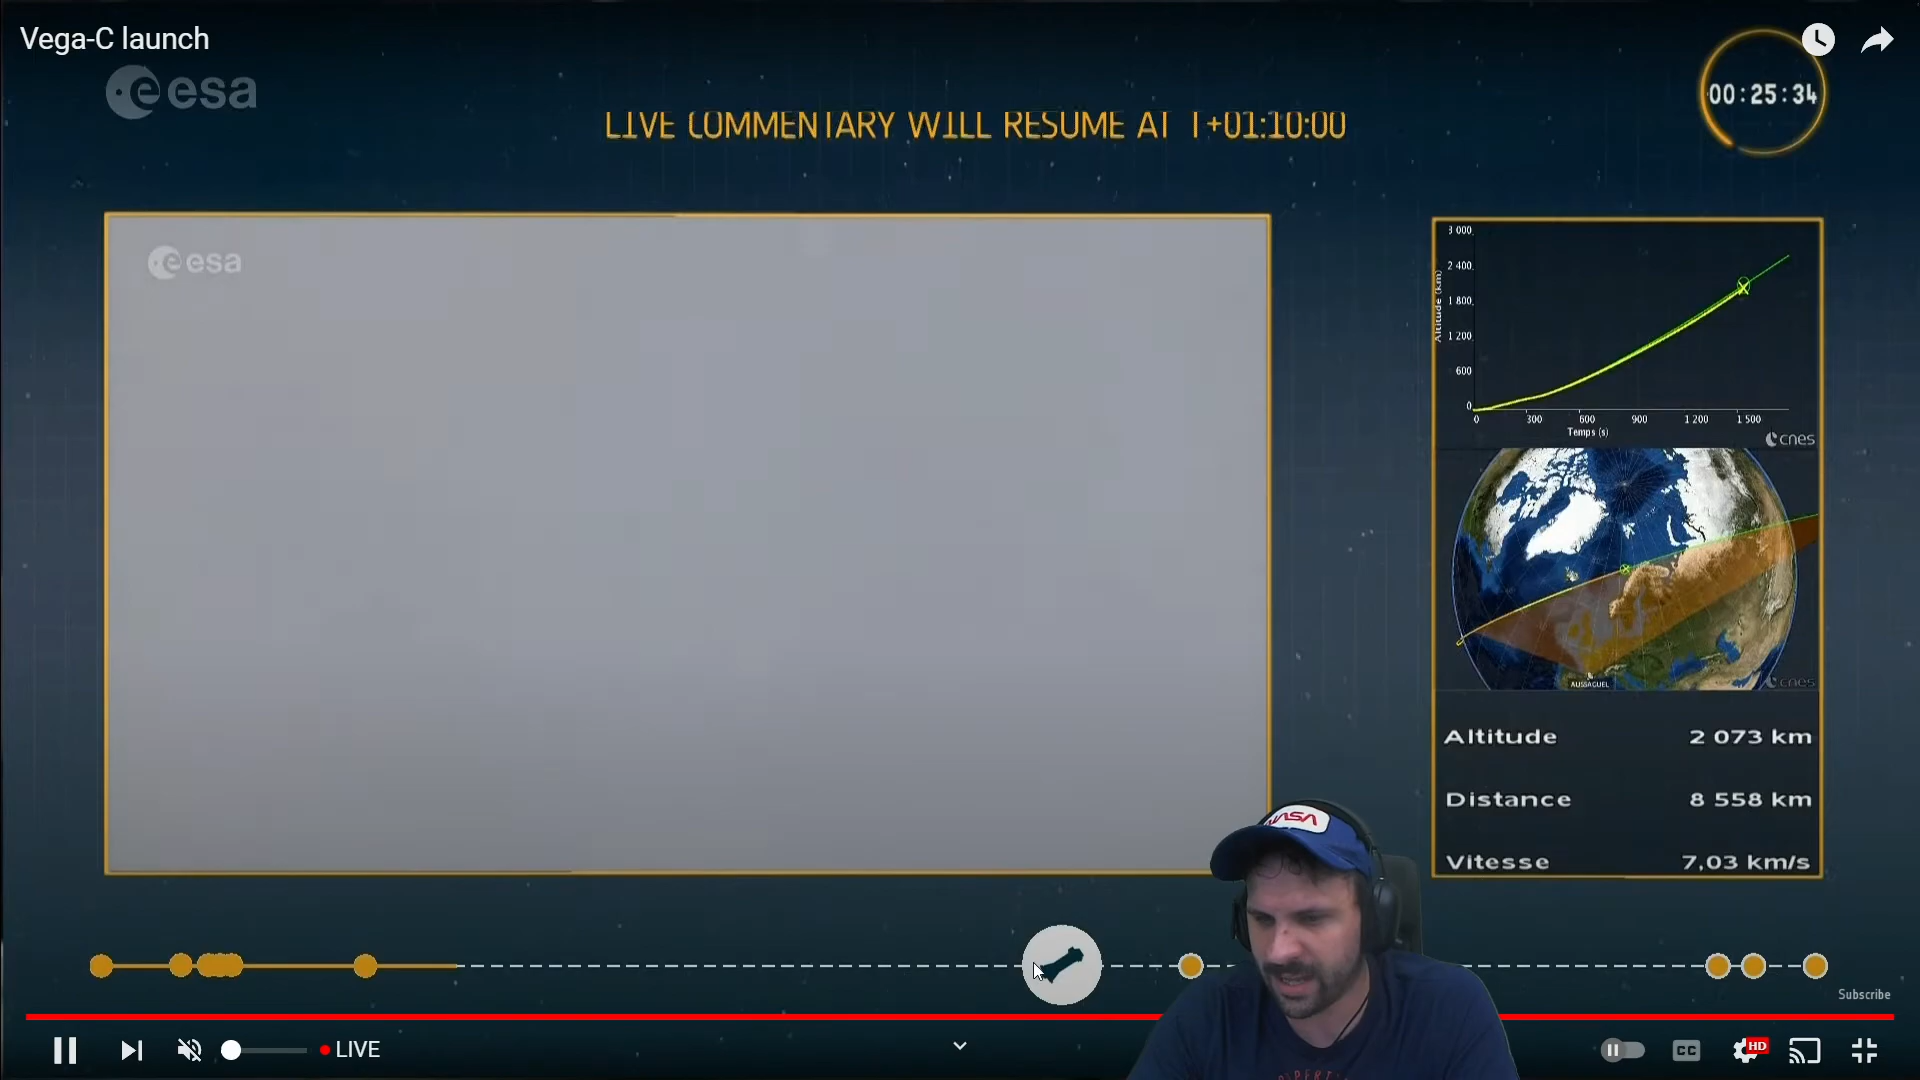 Vega-C launch
esa
00:25:34
LIVE COMMENTARY WILL RESUME AT T+01:10:00
esa
3 000
2 400
1 800
1 200
600
0
Altitude (km)
0 300 600 900 1 200 1 500
Temps (s)
cnes
AUSSAGUEL
cnes
Altitude 2 073 km
Distance 8 558 km
Vitesse 7,03 km/s
NASA
Subscribe
LIVE
CC
HD